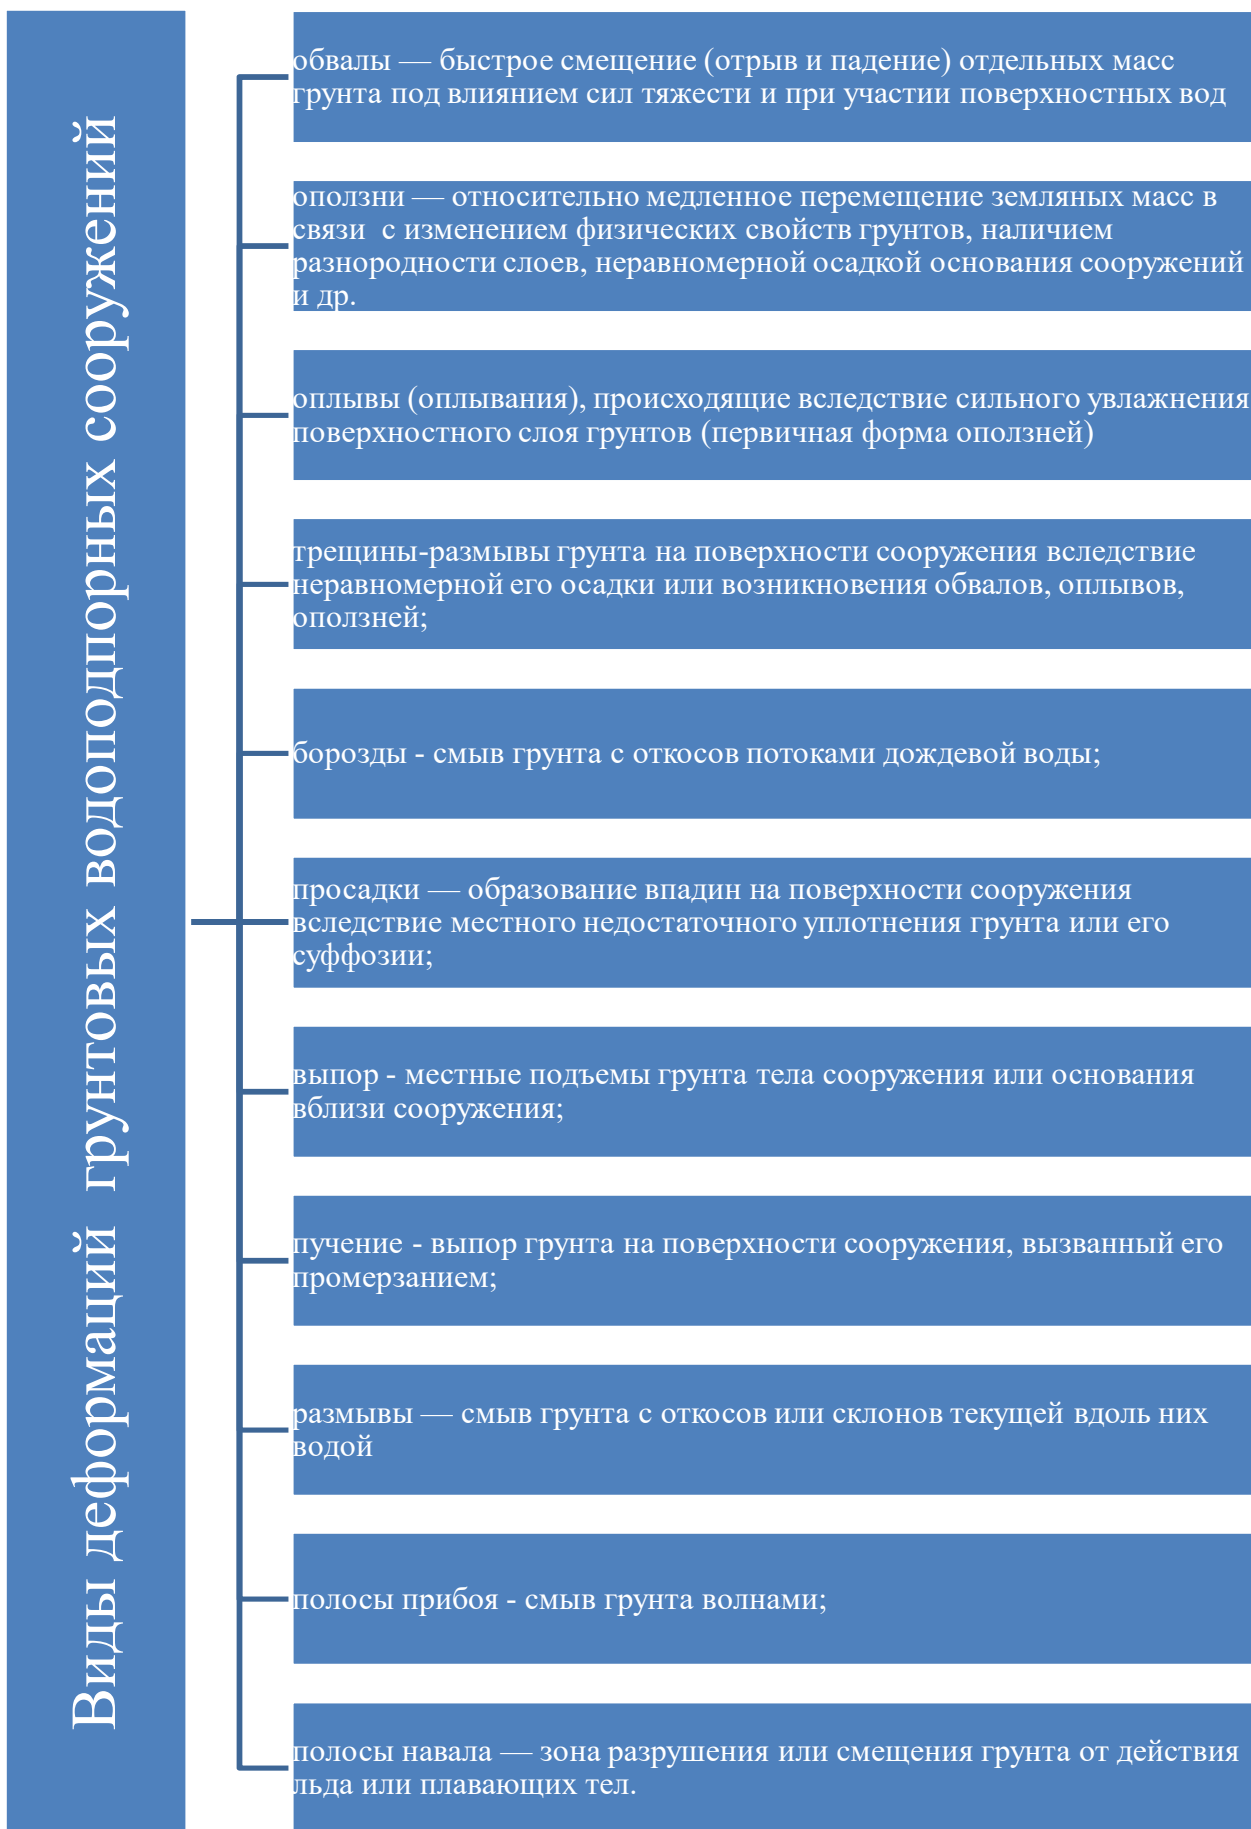 Виды деформаций  грунтовых водоподпорных сооружений
обвалы — быстрое смещение (отрыв и падение) отдельных масс
грунта под влиянием сил тяжести и при участии поверхностных вод
оползни — относительно медленное перемещение земляных масс в
связи  с изменением физических свойств грунтов, наличием
разнородности слоев, неравномерной осадкой основания сооружений
и др.
оплывы (оплывания), происходящие вследствие сильного увлажнения
поверхностного слоя грунтов (первичная форма оползней)
трещины-размывы грунта на поверхности сооружения вследствие
неравномерной его осадки или возникновения обвалов, оплывов,
оползней;
борозды - смыв грунта с откосов потоками дождевой воды;
просадки — образование впадин на поверхности сооружения
вследствие местного недостаточного уплотнения грунта или его
суффозии;
выпор - местные подъемы грунта тела сооружения или основания
вблизи сооружения;
пучение - выпор грунта на поверхности сооружения, вызванный его
промерзанием;
размывы — смыв грунта с откосов или склонов текущей вдоль них
водой
полосы прибоя - смыв грунта волнами;
полосы навала — зона разрушения или смещения грунта от действия
льда или плавающих тел.